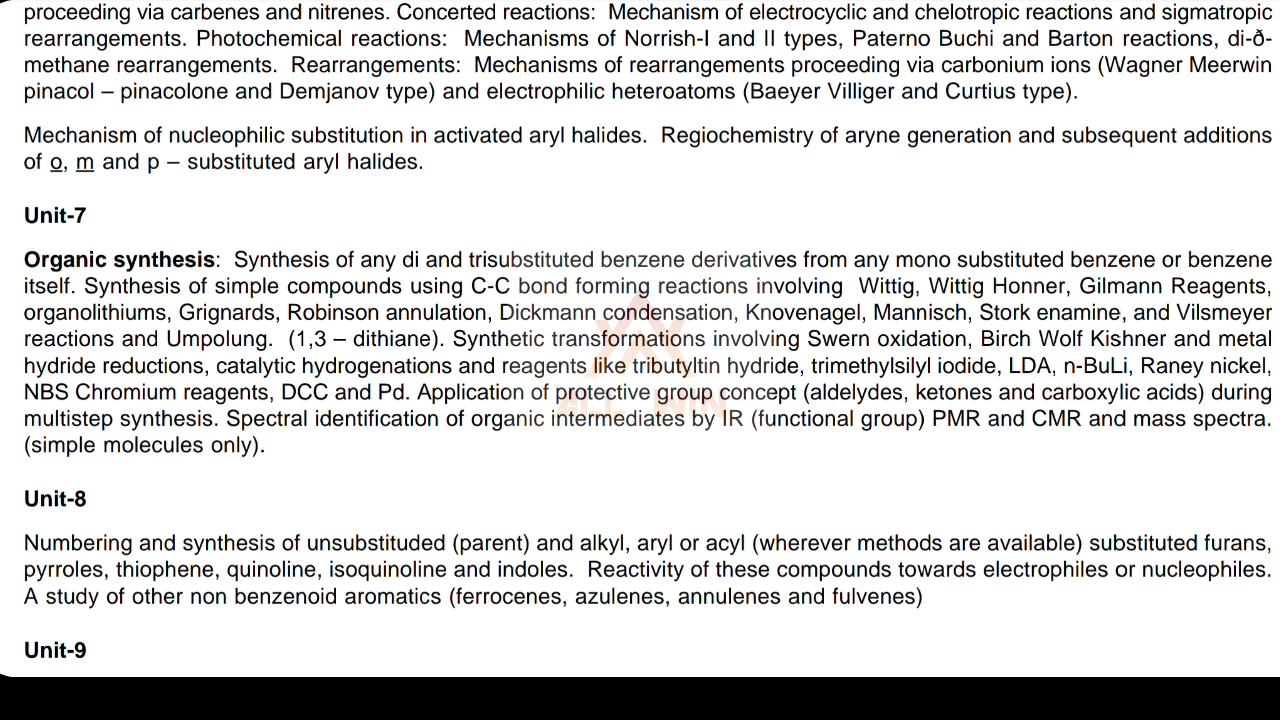 proceeding via carbenes and nitrenes. Concerted reactions:  Mechanism of electrocyclic and chelotropic reactions and sigmatropic
rearrangements. Photochemical reactions:  Mechanisms of Norrish-I and II types, Paterno Buchi and Barton reactions, di-ð-
methane rearrangements.  Rearrangements:  Mechanisms of rearrangements proceeding via carbonium ions (Wagner Meerwin
pinacol – pinacolone and Demjanov type) and electrophilic heteroatoms (Baeyer Villiger and Curtius type).
Mechanism of nucleophilic substitution in activated aryl halides.  Regiochemistry of aryne generation and subsequent additions
of o, m and p – substituted aryl halides.
Unit-7
Organic synthesis:  Synthesis of any di and trisubstituted benzene derivatives from any mono substituted benzene or benzene
itself. Synthesis of simple compounds using C-C bond forming reactions involving  Wittig, Wittig Honner, Gilmann Reagents,
organolithiums, Grignards, Robinson annulation, Dickmann condensation, Knovenagel, Mannisch, Stork enamine, and Vilsmeyer
reactions and Umpolung.  (1,3 – dithiane). Synthetic transformations involving Swern oxidation, Birch Wolf Kishner and metal
hydride reductions, catalytic hydrogenations and reagents like tributyltin hydride, trimethylsilyl iodide, LDA, n-BuLi, Raney nickel,
NBS Chromium reagents, DCC and Pd. Application of protective group concept (aldelydes, ketones and carboxylic acids) during
multistep synthesis. Spectral identification of organic intermediates by IR (functional group) PMR and CMR and mass spectra.
(simple molecules only).
ALL WIN
Unit-8
Numbering and synthesis of unsubstituded (parent) and alkyl, aryl or acyl (wherever methods are available) substituted furans,
pyrroles, thiophene, quinoline, isoquinoline and indoles.  Reactivity of these compounds towards electrophiles or nucleophiles.
A study of other non benzenoid aromatics (ferrocenes, azulenes, annulenes and fulvenes)
Unit-9